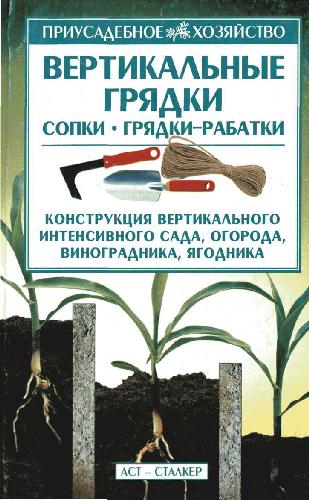 ПРИУСАДЕБНОЕ ХОЗЯЙСТВО
ВЕРТИКАЛЬНЫЕ
ГРЯДКИ
СОПКИ • ГРЯДКИ–РАБАТКИ
КОНСТРУКЦИЯ ВЕРТИКАЛЬНОГО
ИНТЕНСИВНОГО САДА, ОГОРОДА,
ВИНОГРАДНИКА, ЯГОДНИКА
АСТ – СТАЛКЕР